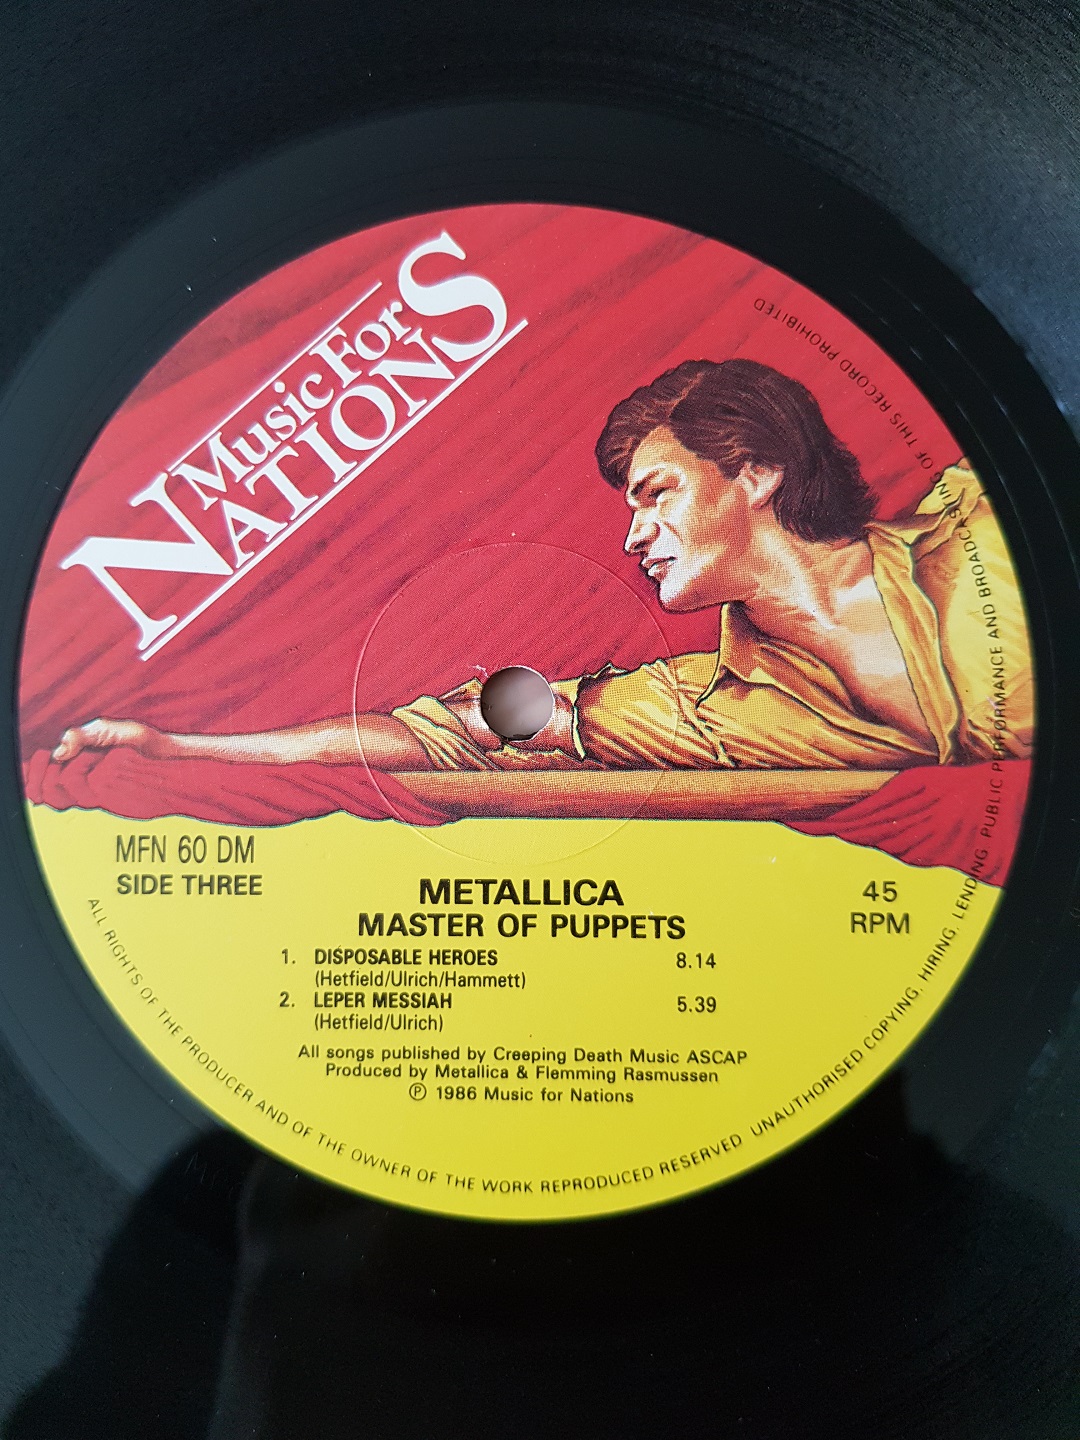 Music For
NATIONS
MFN 60 DM
SIDE THREE
METALLICA
MASTER OF PUPPETS
45
RPM
1. DISPOSABLE HEROES 8.14
(Hetfield/Ulrich/Hammett)
2. LEPER MESSIAH 5.39
(Hetfield/Ulrich)
All songs published by Creeping Death Music ASCAP
Produced by Metallica & Flemming Rasmussen
℗ 1986 Music for Nations
ALL RIGHTS OF THE PRODUCER AND OF THE OWNER OF THE WORK REPRODUCED RESERVED UNAUTHORISED COPYING, HIRING, LENDING, PUBLIC PERFORMANCE AND BROADCASTING OF THIS RECORD PROHIBITED